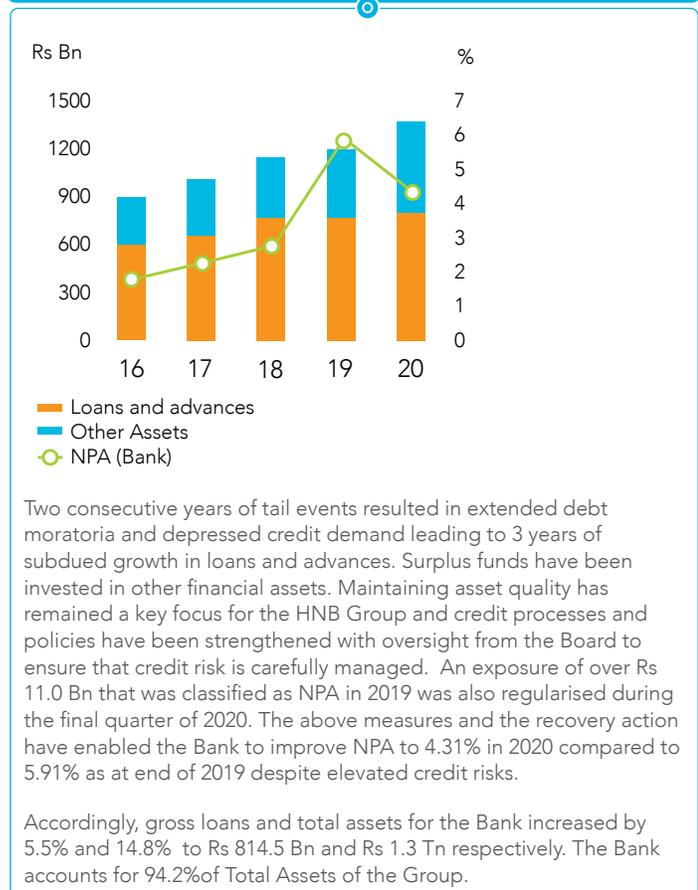 Rs Bn
%
1500
1200
900
600
300
0
7
6
5
4
3
2
1
0
16 17 18 19 20
Loans and advances
Other Assets
NPA (Bank)
Two consecutive years of tail events resulted in extended debt
moratoria and depressed credit demand leading to 3 years of
subdued growth in loans and advances. Surplus funds have been
invested in other financial assets. Maintaining asset quality has
remained a key focus for the HNB Group and credit processes and
policies have been strengthened with oversight from the Board to
ensure that credit risk is carefully managed.  An exposure of over Rs
11.0 Bn that was classified as NPA in 2019 was also regularised during
the final quarter of 2020. The above measures and the recovery action
have enabled the Bank to improve NPA to 4.31% in 2020 compared to
5.91% as at end of 2019 despite elevated credit risks.
Accordingly, gross loans and total assets for the Bank increased by
5.5% and 14.8%  to Rs 814.5 Bn and Rs 1.3 Tn respectively. The Bank
accounts for 94.2%of Total Assets of the Group.